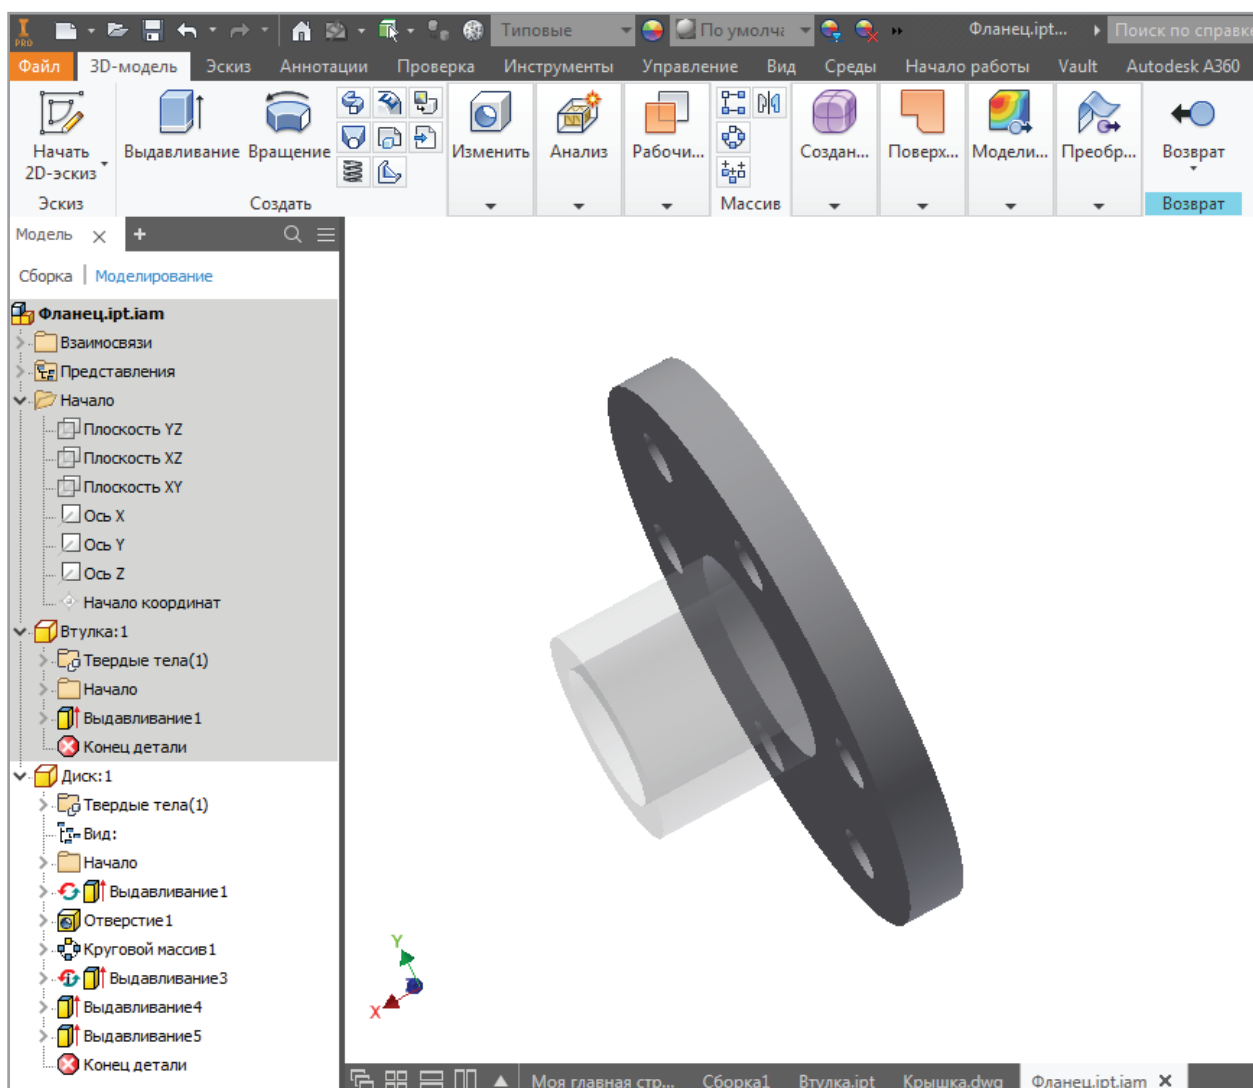 PRO
Типовые
По умолча
Фланец.ipt...
Поиск по справке
Файл 3D-модель Эскиз Аннотации Проверка Инструменты Управление Вид Среды Начало работы Vault Autodesk A360
Начать
2D-эскиз
Выдавливание
Вращение
Изменить
Анализ
Рабочи...
Создан...
Поверх...
Модели...
Преобр...
Возврат
Эскиз
Создать
Массив
Возврат
Модель
Сборка | Моделирование
Фланец.ipt.iam
Взаимосвязи
Представления
Начало
Плоскость YZ
Плоскость XZ
Плоскость XY
Ось X
Ось Y
Ось Z
Начало координат
Втулка:1
Твердые тела(1)
Начало
Выдавливание1
Конец детали
Диск:1
Твердые тела(1)
Вид:
Начало
Выдавливание1
Отверстие1
Круговой массив1
Выдавливание3
Выдавливание4
Выдавливание5
Конец детали
Y
X
Моя главная стр... Сборка1 Втулка.ipt Крышка.dwg Фланец.ipt.iam